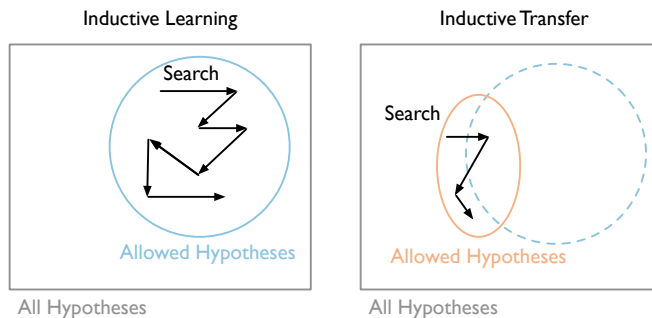 Inductive Learning
Search
Allowed Hypotheses
All Hypotheses
Inductive Transfer
Search
Allowed Hypotheses
All Hypotheses